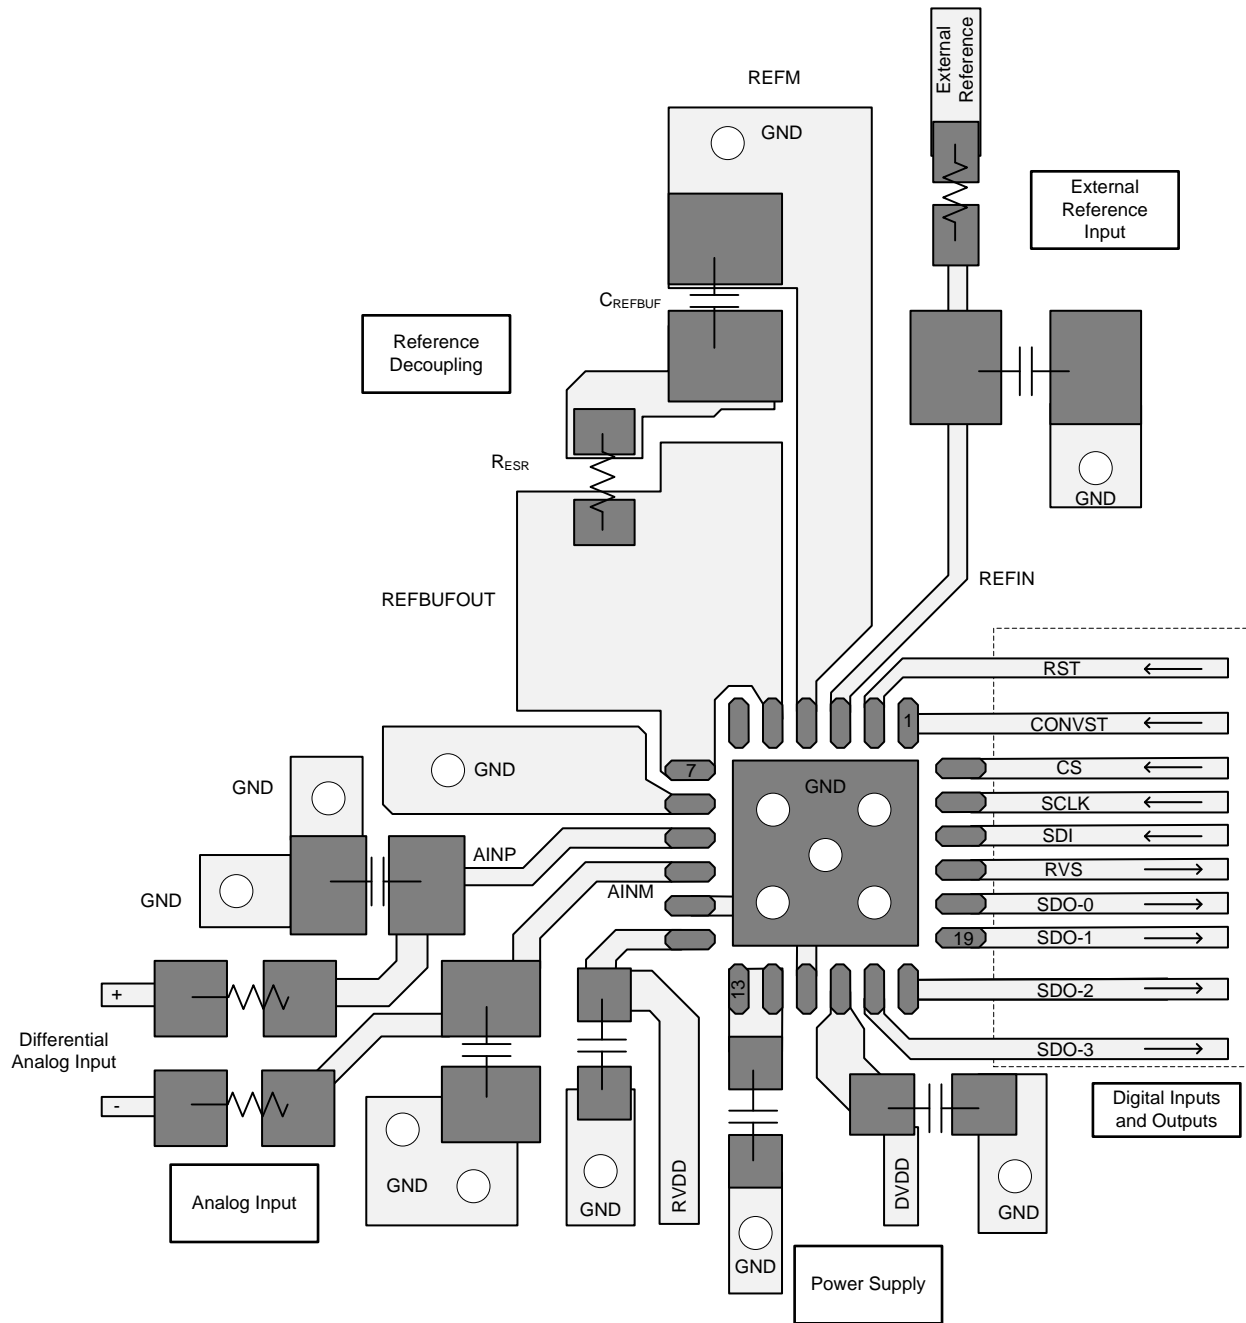 External
Reference
REFM
GND
External
Reference
Input
C_REFBUF
Reference
Decoupling
R_ESR
GND
REFIN
REFBUFOUT
RST
1
CONVST
7
GND
CS
GND
GND
SCLK
SDI
AINP
RVS
AINM
GND
SDO-0
19
SDO-1
13
SDO-2
+
Differential
Analog Input
SDO-3
-
Digital Inputs
and Outputs
GND
RVDD
DVDD
Analog Input
GND
GND
GND
Power Supply